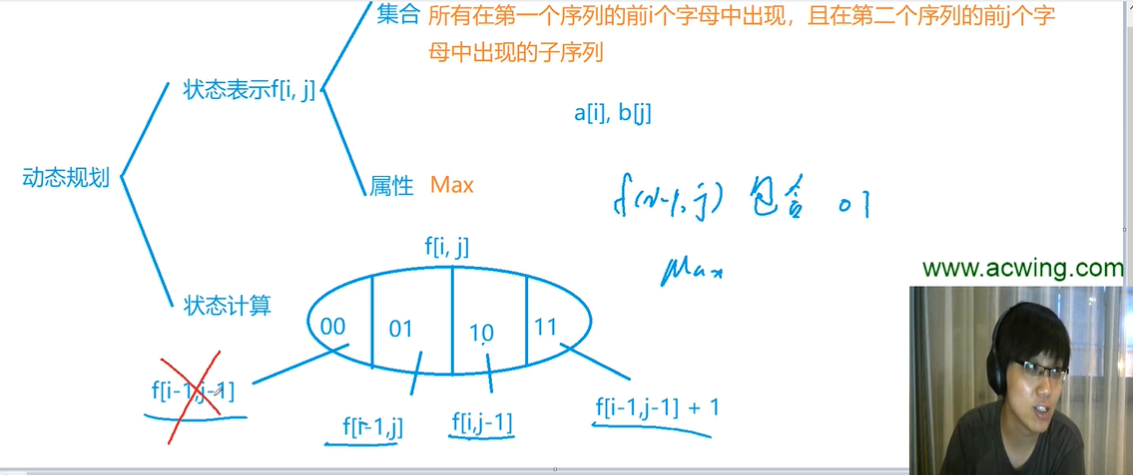 集合 所有在第一个序列的前i个字母中出现，且在第二个序列的前j个字
母中出现的子序列
状态表示f[i, j]
a[i], b[j]
动态规划
属性 Max
f(i-1, j) 包含 01
Max
f[i, j]
www.acwing.com
状态计算
00 01 10 11
f[i-1,j-1]
f[i-1,j] f[i,j-1] f[i-1,j-1] + 1